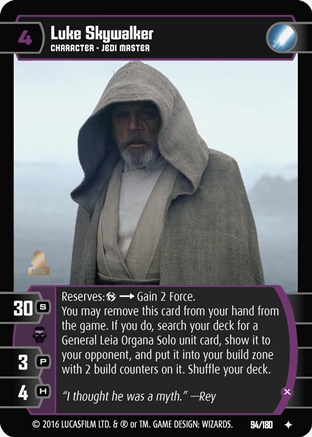 4
Luke Skywalker
CHARACTER - JEDI MASTER
30 S
3 P
4 H
Reserves: → Gain 2 Force.
You may remove this card from your hand from
the game. If you do, search your deck for a
General Leia Organa Solo unit card, show it to
your opponent, and put it into your build zone
with 2 build counters on it. Shuffle your deck.
"I thought he was a myth." —Rey
© 2016 LUCASFILM LTD. & ® or TM. GAME DESIGN: WIZARDS.
94/180